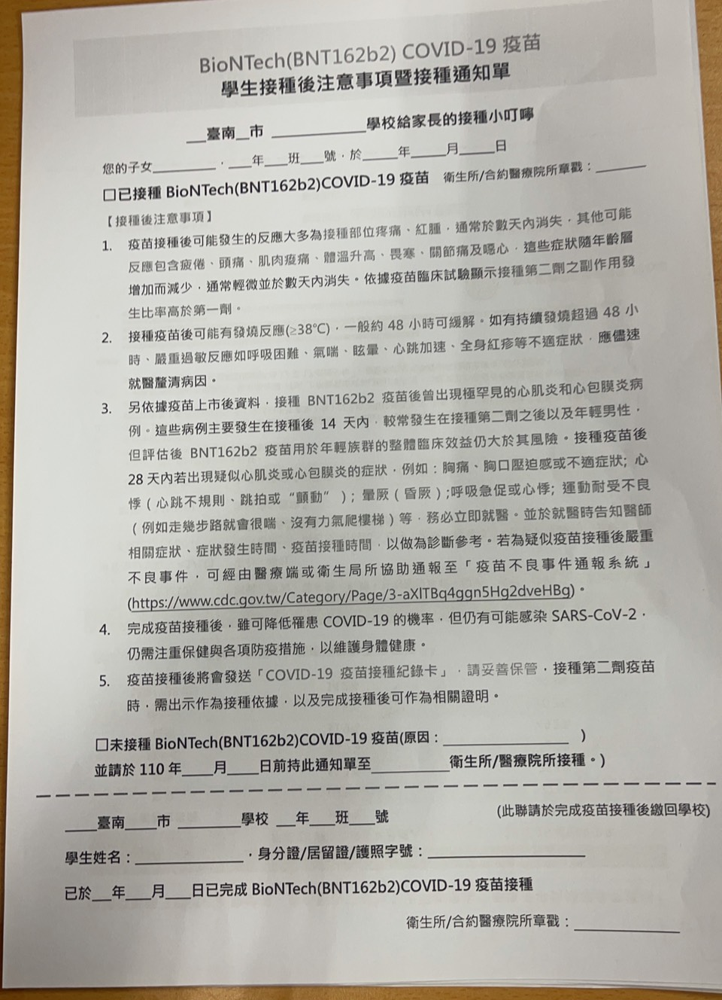 BioNTech(BNT162b2) COVID-19 疫苗
學生接種後注意事項暨接種通知單
__臺南__市 ____________學校給家長的接種小叮嚀
您的子女________，___年___班___號，於_____年_____月_____日
□已接種 BioNTech(BNT162b2)COVID-19 疫苗 衛生所/合約醫療院所章戳：_______
【接種後注意事項】
1. 疫苗接種後可能發生的反應大多為接種部位疼痛、紅腫，通常於數天內消失，其他可能
反應包含疲倦、頭痛、肌肉痠痛、體溫升高、畏寒、關節痛及噁心，這些症狀隨年齡層
增加而減少，通常輕微並於數天內消失。依據疫苗臨床試驗顯示接種第二劑之副作用發
生比率高於第一劑。
2. 接種疫苗後可能有發燒反應(≥38℃)，一般約 48 小時可緩解。如有持續發燒超過 48 小
時、嚴重過敏反應如呼吸困難、氣喘、眩暈、心跳加速、全身紅疹等不適症狀，應儘速
就醫釐清病因。
3. 另依據疫苗上市後資料，接種 BNT162b2 疫苗後曾出現極罕見的心肌炎和心包膜炎病
例。這些病例主要發生在接種後 14 天內，較常發生在接種第二劑之後以及年輕男性，
但評估後 BNT162b2 疫苗用於年輕族群的整體臨床效益仍大於其風險。接種疫苗後
28 天內若出現疑似心肌炎或心包膜炎的症狀，例如：胸痛、胸口壓迫感或不適症狀; 心
悸（心跳不規則、跳拍或“顫動”）; 暈厥（昏厥）;呼吸急促或心悸; 運動耐受不良
（例如走幾步路就會很喘、沒有力氣爬樓梯）等，務必立即就醫。並於就醫時告知醫師
相關症狀、症狀發生時間、疫苗接種時間，以做為診斷參考。若為疑似疫苗接種後嚴重
不良事件，可經由醫療端或衛生局所協助通報至「疫苗不良事件通報系統」
(https://www.cdc.gov.tw/Category/Page/3-aXlTBq4ggn5Hg2dveHBg)。
4. 完成疫苗接種後，雖可降低罹患 COVID-19 的機率，但仍有可能感染 SARS-CoV-2，
仍需注重保健與各項防疫措施，以維護身體健康。
5. 疫苗接種後將會發送「COVID-19 疫苗接種紀錄卡」，請妥善保管，接種第二劑疫苗
時，需出示作為接種依據，以及完成接種後可作為相關證明。
□未接種 BioNTech(BNT162b2)COVID-19 疫苗(原因：________________ )
並請於 110 年____月____日前持此通知單至__________衛生所/醫療院所接種。)
____臺南____市 ________學校 ___年___班___號 (此聯請於完成疫苗接種後繳回學校)
學生姓名：______________，身分證/居留證/護照字號：____________________
已於___年___月___日已完成 BioNTech(BNT162b2)COVID-19 疫苗接種
衛生所/合約醫療院所章戳：______________